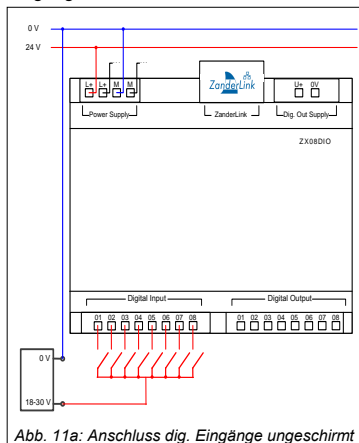 0 V
24 V
L+ L+ M M
ZanderLink
U+ 0V
Power Supply
ZanderLink
Dig. Out Supply
ZX08DIO
Digital Input
Digital Output
01 02 03 04 05 06 07 08
01 02 03 04 05 06 07 08
0 V
18-30 V
Abb. 11a: Anschluss dig. Eingänge ungeschirmt